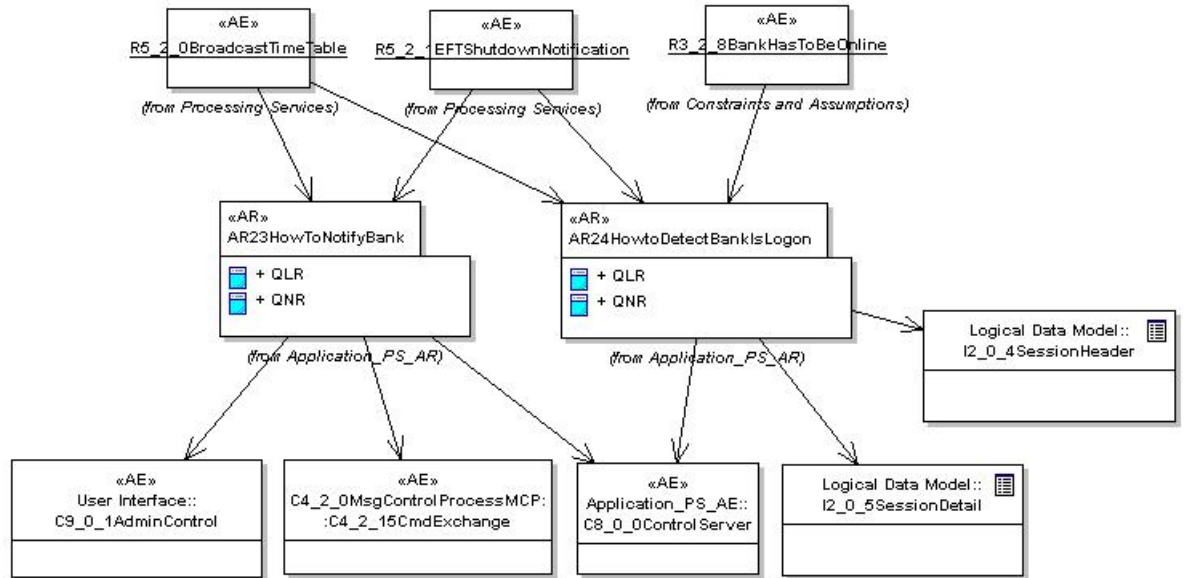 «AE»
R5_2_0BroadcastTimeTable
(from Processing Services)
«AE»
R5_2_1EFTShutdownNotification
(from Processing Services)
«AE»
R3_2_8BankHasToBeOnline
(from Constraints and Assumptions)
«AR»
AR23HowToNotifyBank
+ QLR
+ QNR
(from Application_PS_AR)
«AR»
AR24HowtoDetectBankIsLogon
+ QLR
+ QNR
(from Application_PS_AR)
Logical Data Model::
I2_0_4SessionHeader
«AE»
User Interface::
C9_0_1AdminControl
«AE»
C4_2_0MsgControlProcessMCP:
:C4_2_15CmdExchange
«AE»
Application_PS_AE::
C8_0_0ControlServer
Logical Data Model::
I2_0_5SessionDetail